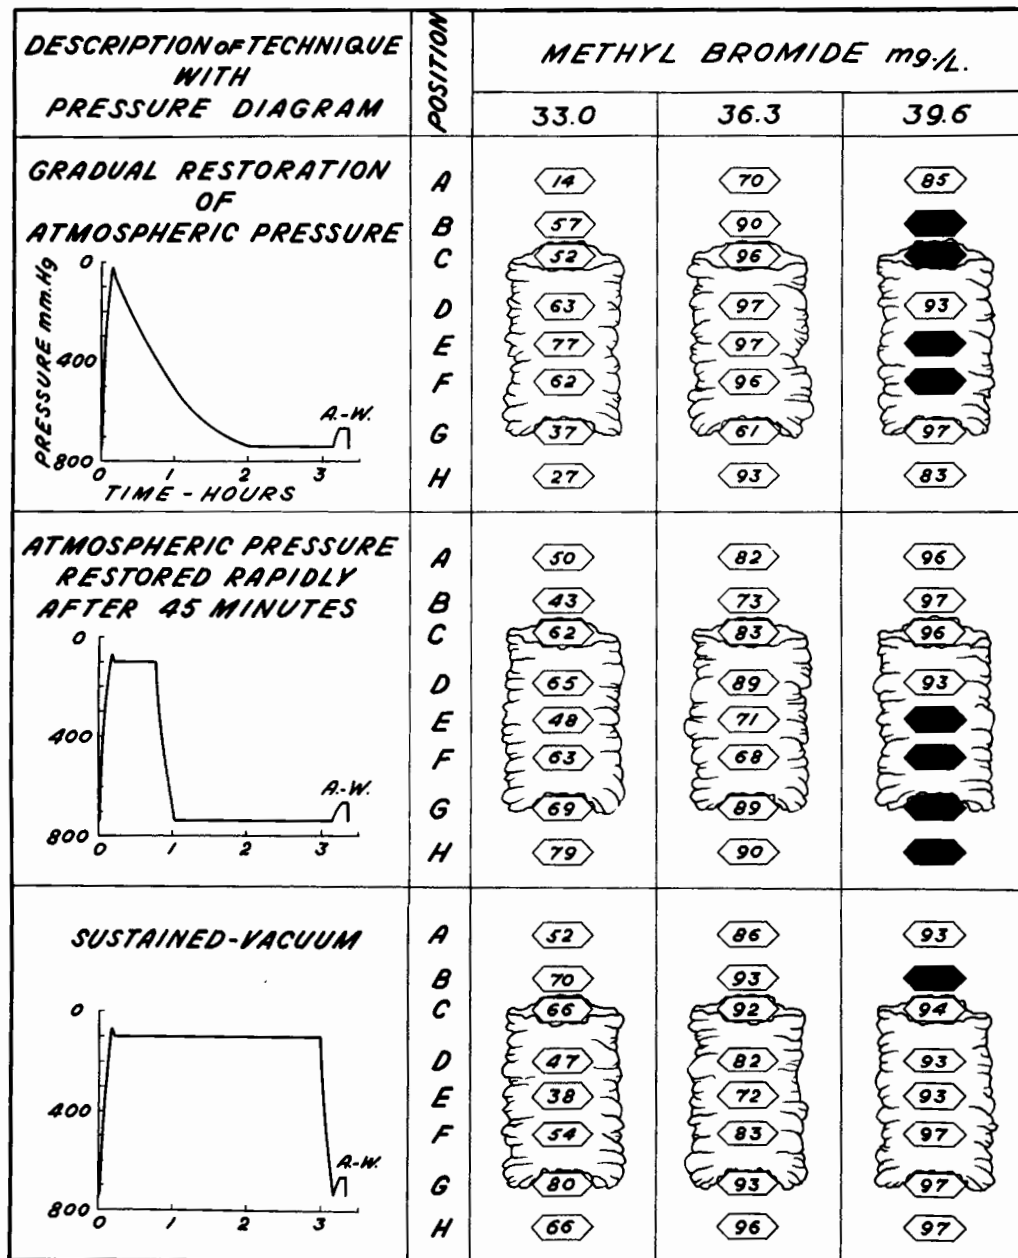 DESCRIPTION OF TECHNIQUE
WITH
PRESSURE DIAGRAM
POSITION
METHYL BROMIDE mg./L.
33.0 36.3 39.6
GRADUAL RESTORATION
OF
ATMOSPHERIC PRESSURE
PRESSURE mm.Hg
0
400
800
A.-W.
0 1 2 3
TIME - HOURS
A 14 70 85
B 57 90
C 52 96
D 63 97 93
E 77 97
F 62 96
G 37 61 97
H 27 93 83
ATMOSPHERIC PRESSURE
RESTORED RAPIDLY
AFTER 45 MINUTES
0
400
800
A.-W.
0 1 2 3
A 50 82 96
B 43 73 97
C 62 83 96
D 65 89 93
E 48 71
F 63 68
G 69 89
H 79 90
SUSTAINED-VACUUM
0
400
800
A.-W.
0 1 2 3
A 52 86 93
B 70 93
C 66 92 94
D 47 82 93
E 38 72 93
F 54 83 97
G 80 93 97
H 66 96 97